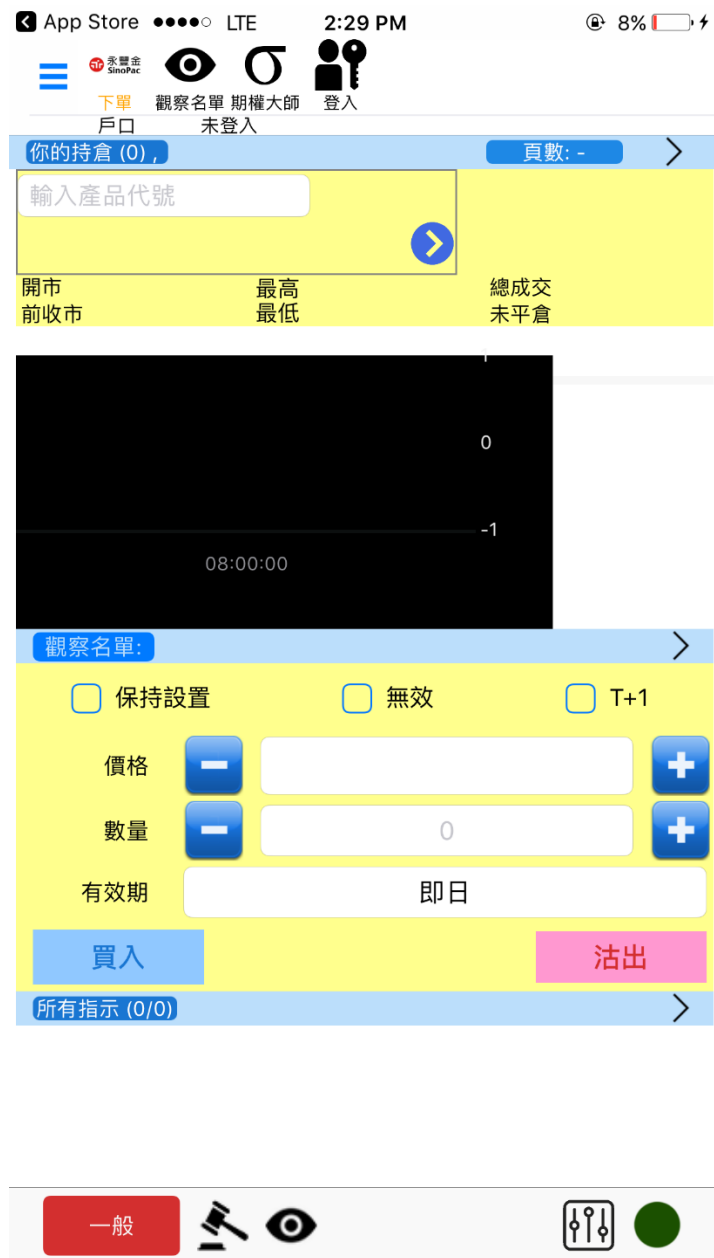 App Store LTE 2:29 PM 8%
永豐金
SinoPac
下單 觀察名單 期權大師 登入
戶口 未登入
你的持倉 (0) , 頁數: -
輸入產品代號
開市 最高 總成交
前收市 最低 未平倉
0
-1
08:00:00
觀察名單:
保持設置 無效 T+1
價格
數量 0
有效期 即日
買入 沽出
所有指示 (0/0)
一般